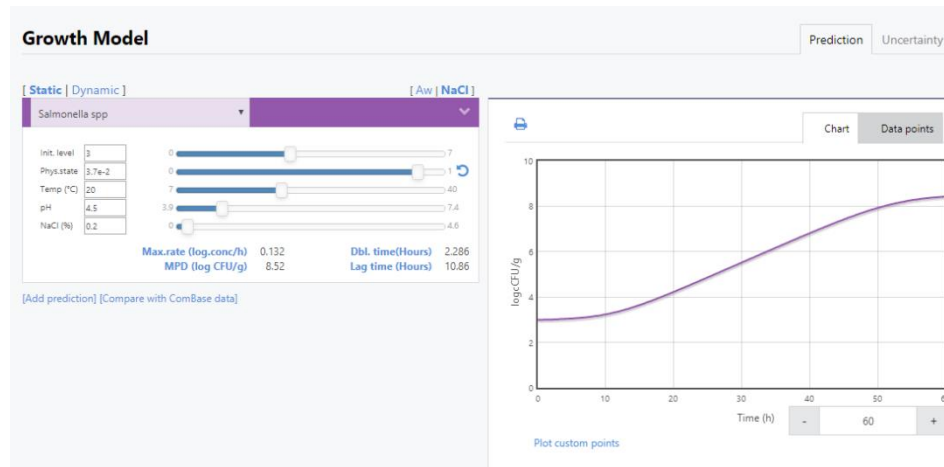 Growth Model
Prediction Uncertainty
[ Static | Dynamic ] [ Aw | NaCl ]
Salmonella spp
Init. level 3 0 7
Phys.state 3.7e-2 0 1
Temp (°C) 20 7 40
pH 4.5 3.9 7.4
NaCl (%) 0.2 0 4.6
Max.rate (log.conc/h) 0.132 Dbl. time(Hours) 2.286
MPD (log CFU/g) 8.52 Lag time (Hours) 10.86
[Add prediction] [Compare with ComBase data]
Chart Data points
10
8
6
4
2
0
logcCFU/g
0 10 20 30 40 50 6
Time (h) - 60 +
Plot custom points